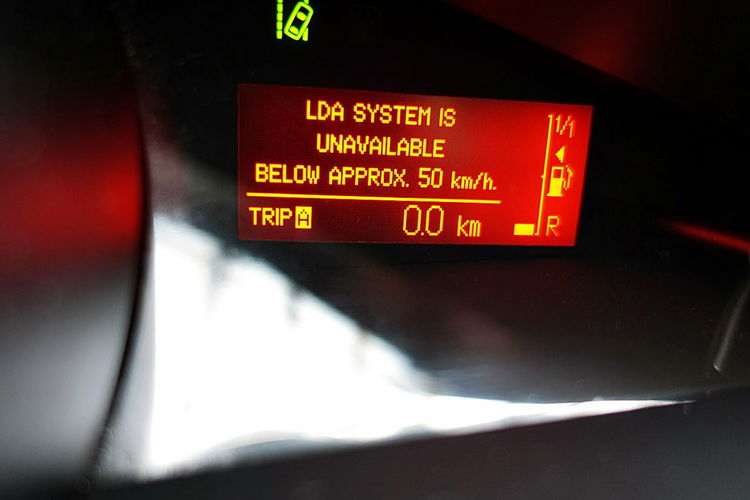 LDA SYSTEM IS
UNAVAILABLE
BELOW APPROX. 50 km/h.
TRIP A 0.0 km
1/1
R